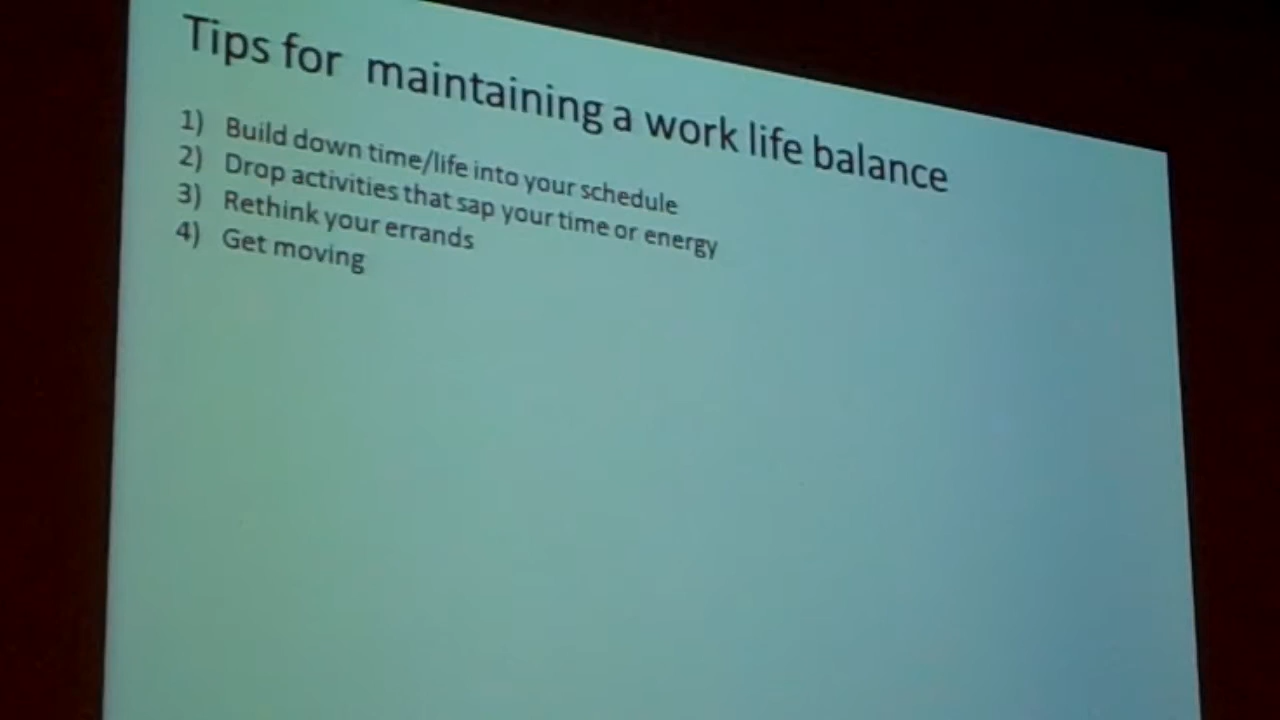 Tips for maintaining a work life balance
1) Build down time/life into your schedule
2) Drop activities that sap your time or energy
3) Rethink your errands
4) Get moving